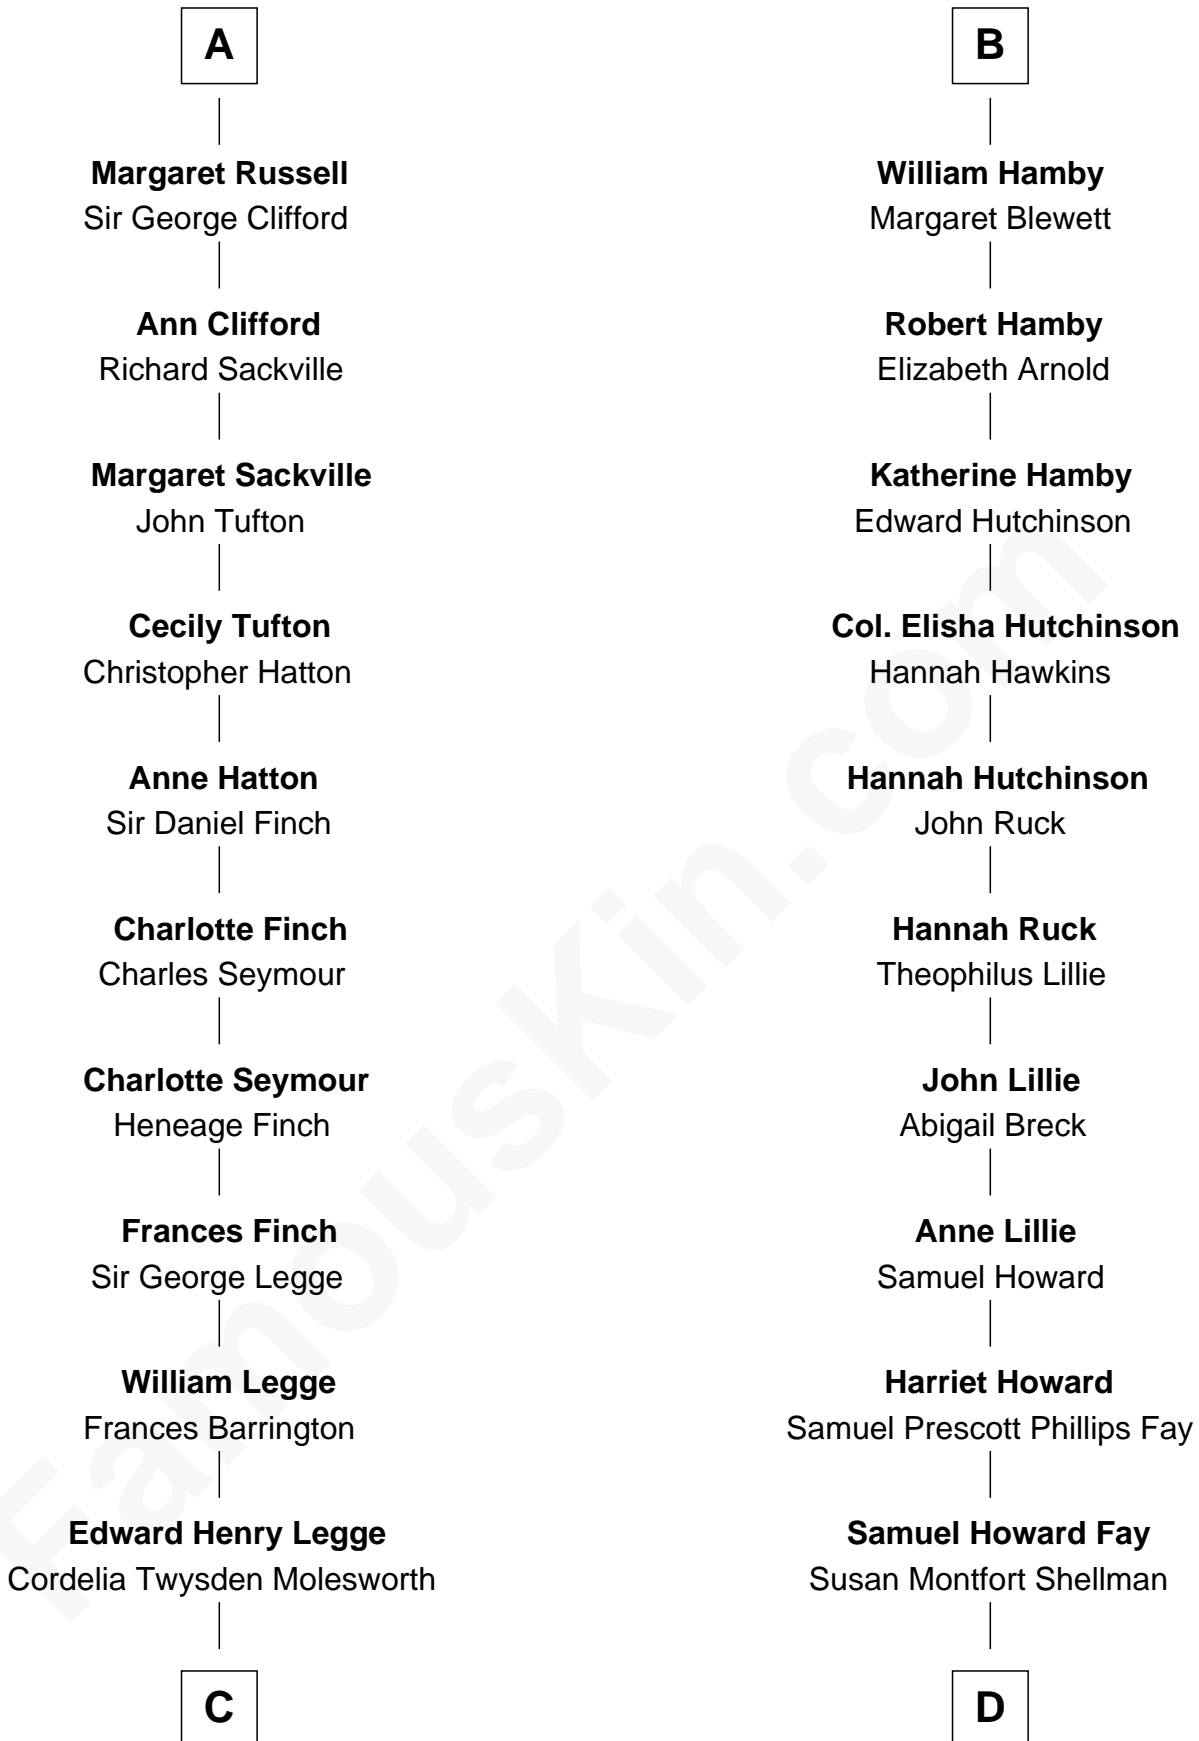 A
Margaret Russell
Sir George Clifford
Ann Clifford
Richard Sackville
Margaret Sackville
John Tufton
Cecily Tufton
Christopher Hatton
Anne Hatton
Sir Daniel Finch
Charlotte Finch
Charles Seymour
Charlotte Seymour
Heneage Finch
Frances Finch
Sir George Legge
William Legge
Frances Barrington
Edward Henry Legge
Cordelia Twysden Molesworth
C
B
William Hamby
Margaret Blewett
Robert Hamby
Elizabeth Arnold
Katherine Hamby
Edward Hutchinson
Col. Elisha Hutchinson
Hannah Hawkins
Hannah Hutchinson
John Ruck
Hannah Ruck
Theophilus Lillie
John Lillie
Abigail Breck
Anne Lillie
Samuel Howard
Harriet Howard
Samuel Prescott Phillips Fay
Samuel Howard Fay
Susan Montfort Shellman
D
FamousKin.com